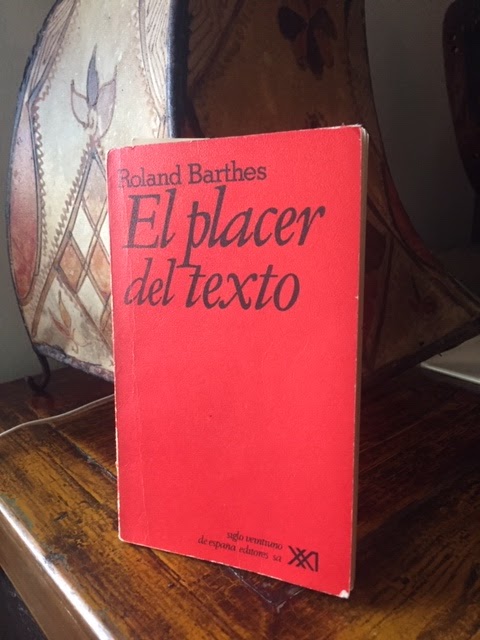 Roland Barthes
El placer
del texto
siglo veintiuno
de españa editores sa
XXI